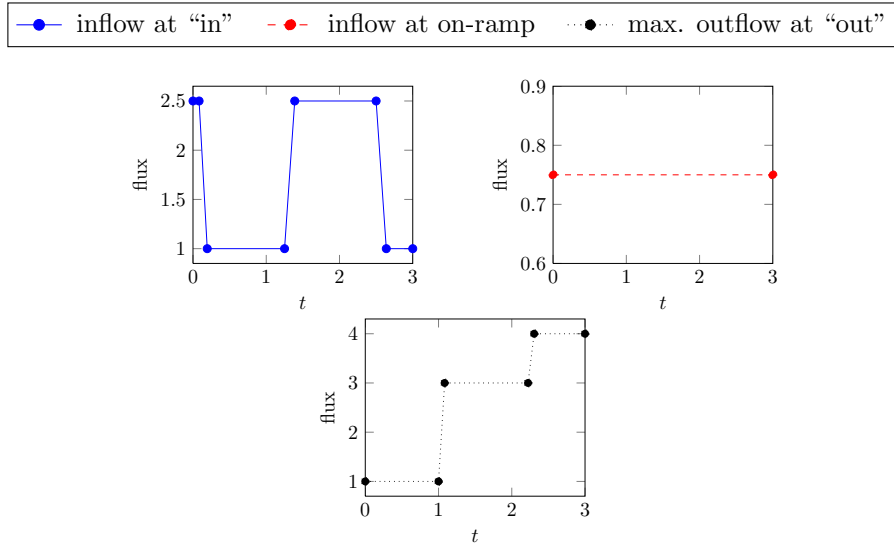 inflow at “in” inflow at on-ramp max. outflow at “out”
2.5
2
1.5
1
flux
0 1 2 3
t
0.9
0.8
0.7
0.6
flux
0 1 2 3
t
4
3
2
1
flux
0 1 2 3
t